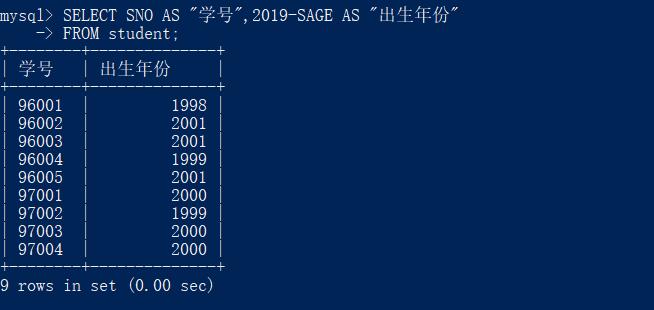 mysql> SELECT SNO AS "学号",2019-SAGE AS "出生年份"
    -> FROM student;
+--------+--------------+
| 学号   | 出生年份     |
+--------+--------------+
| 96001  |         1998 |
| 96002  |         2001 |
| 96003  |         2001 |
| 96004  |         1999 |
| 96005  |         2001 |
| 97001  |         2000 |
| 97002  |         1999 |
| 97003  |         2000 |
| 97004  |         2000 |
+--------+--------------+
9 rows in set (0.00 sec)